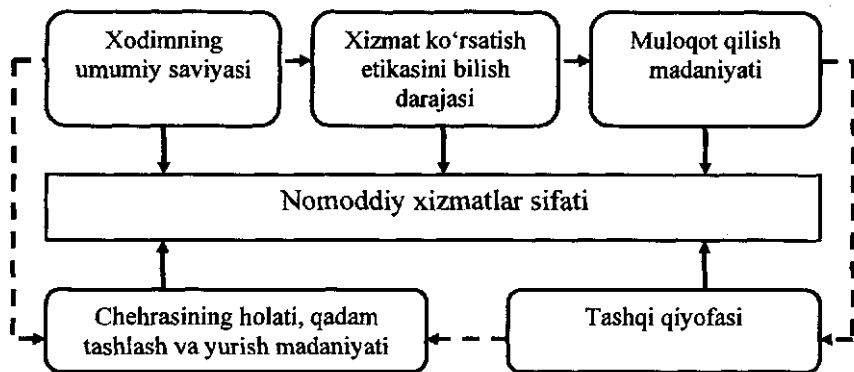 Xodimning
umumiy saviyasi
Xizmat ko‘rsatish
etikasini bilish
darajasi
Muloqot qilish
madaniyati
Nomoddiy xizmatlar sifati
Chehrasining holati, qadam
tashlash va yurish madaniyati
Tashqi qiyofasi